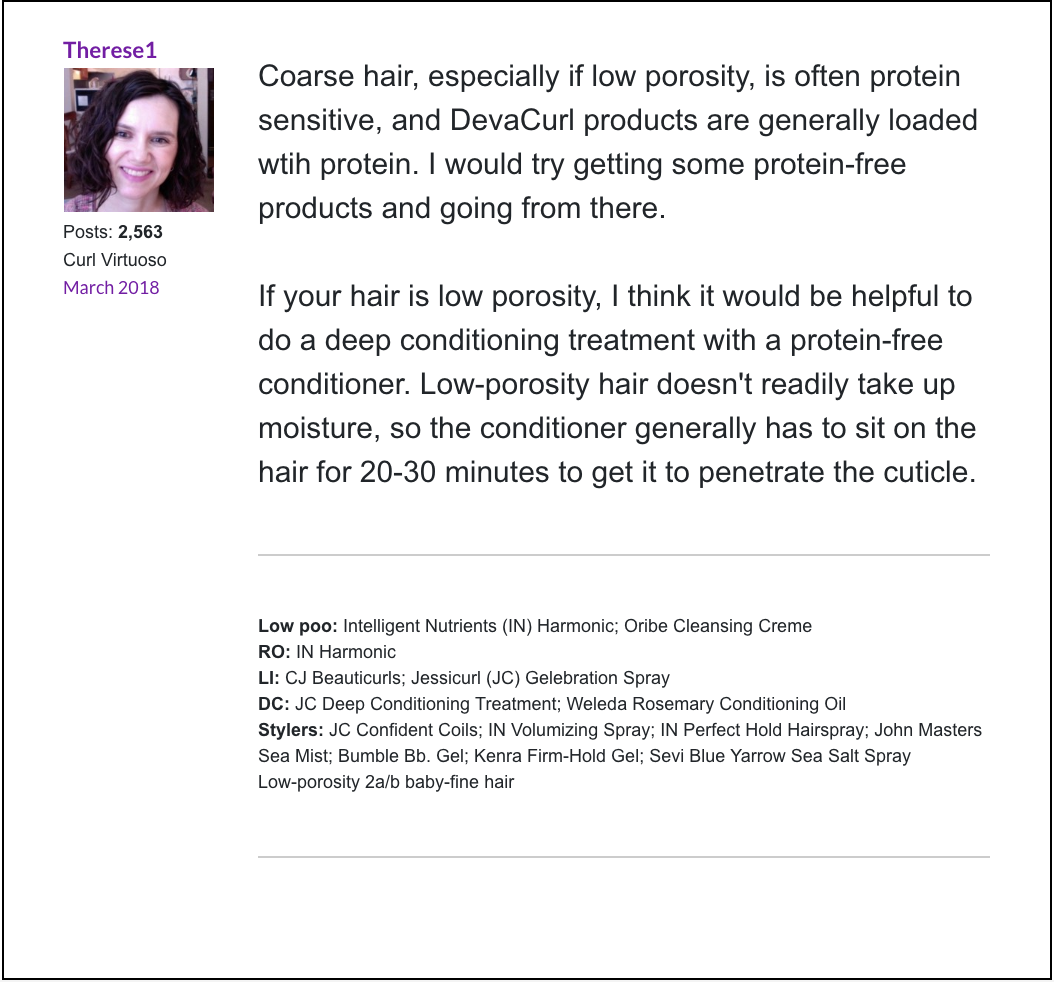 Therese1
Coarse hair, especially if low porosity, is often protein
sensitive, and DevaCurl products are generally loaded
wtih protein. I would try getting some protein-free
products and going from there.
Posts: 2,563
Curl Virtuoso
March 2018
If your hair is low porosity, I think it would be helpful to
do a deep conditioning treatment with a protein-free
conditioner. Low-porosity hair doesn't readily take up
moisture, so the conditioner generally has to sit on the
hair for 20-30 minutes to get it to penetrate the cuticle.
Low poo: Intelligent Nutrients (IN) Harmonic; Oribe Cleansing Creme
RO: IN Harmonic
LI: CJ Beauticurls; Jessicurl (JC) Gelebration Spray
DC: JC Deep Conditioning Treatment; Weleda Rosemary Conditioning Oil
Stylers: JC Confident Coils; IN Volumizing Spray; IN Perfect Hold Hairspray; John Masters
Sea Mist; Bumble Bb. Gel; Kenra Firm-Hold Gel; Sevi Blue Yarrow Sea Salt Spray
Low-porosity 2a/b baby-fine hair